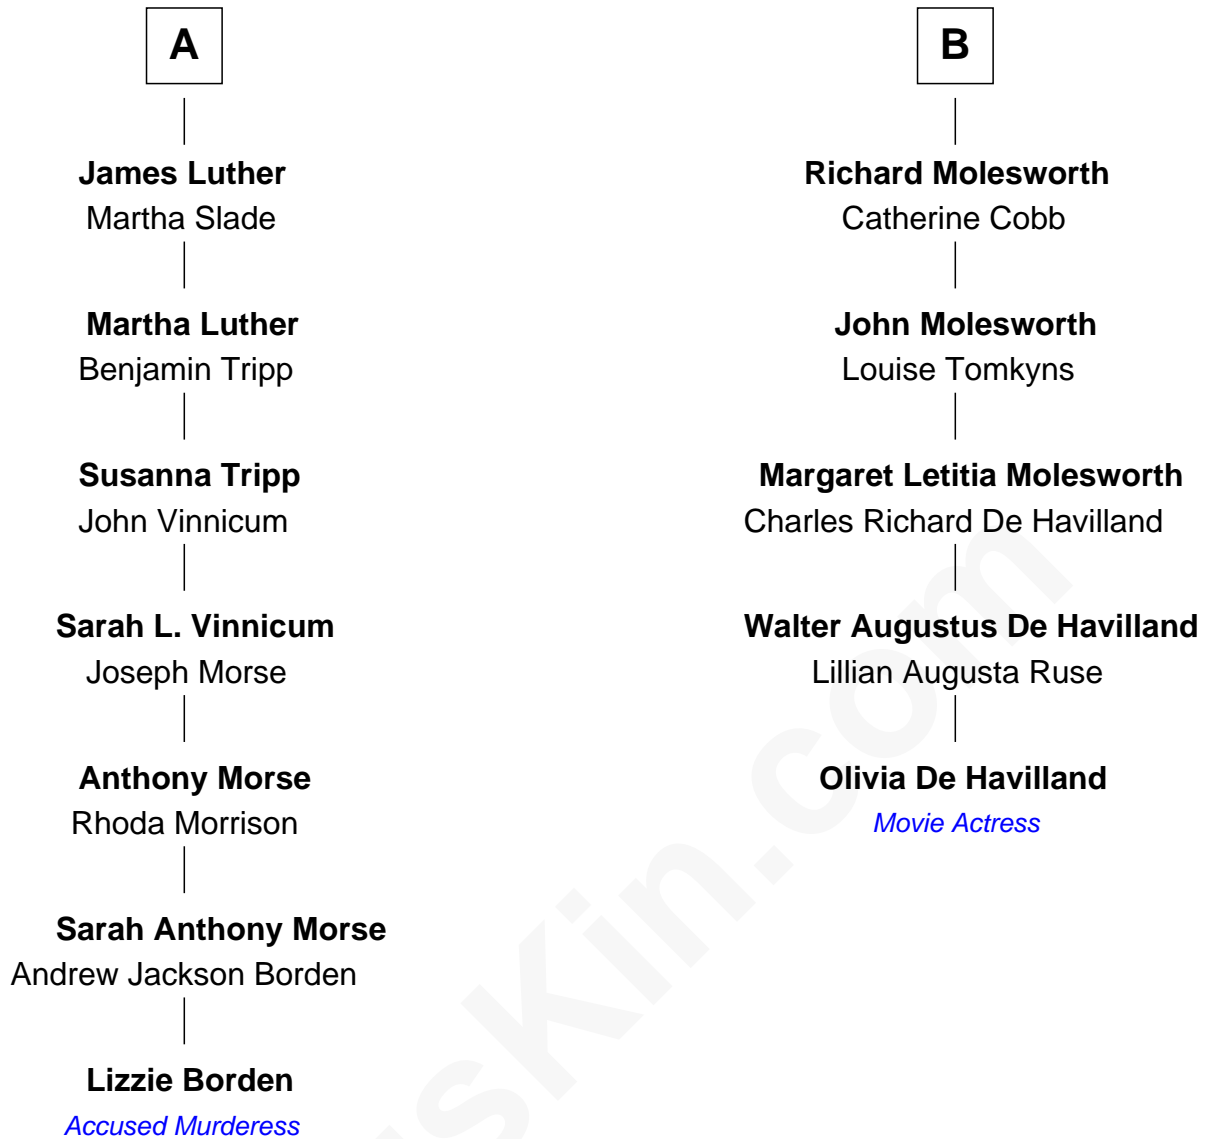 A
James Luther
Martha Slade
Martha Luther
Benjamin Tripp
Susanna Tripp
John Vinnicum
Sarah L. Vinnicum
Joseph Morse
Anthony Morse
Rhoda Morrison
Sarah Anthony Morse
Andrew Jackson Borden
Lizzie Borden
Accused Murderess
B
Richard Molesworth
Catherine Cobb
John Molesworth
Louise Tomkyns
Margaret Letitia Molesworth
Charles Richard De Havilland
Walter Augustus De Havilland
Lillian Augusta Ruse
Olivia De Havilland
Movie Actress